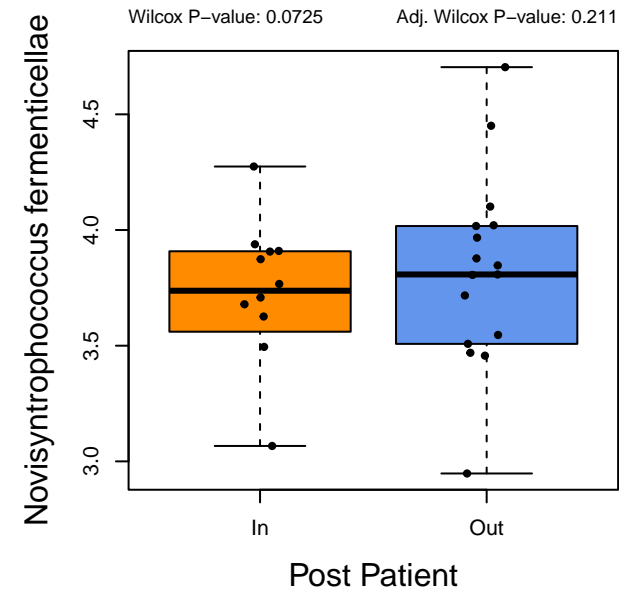 Wilcox P−value: 0.0725
Adj. Wilcox P−value: 0.211
Novisyntrophococcus fermenticellae
4.5
4.0
3.5
3.0
In
Out
Post Patient